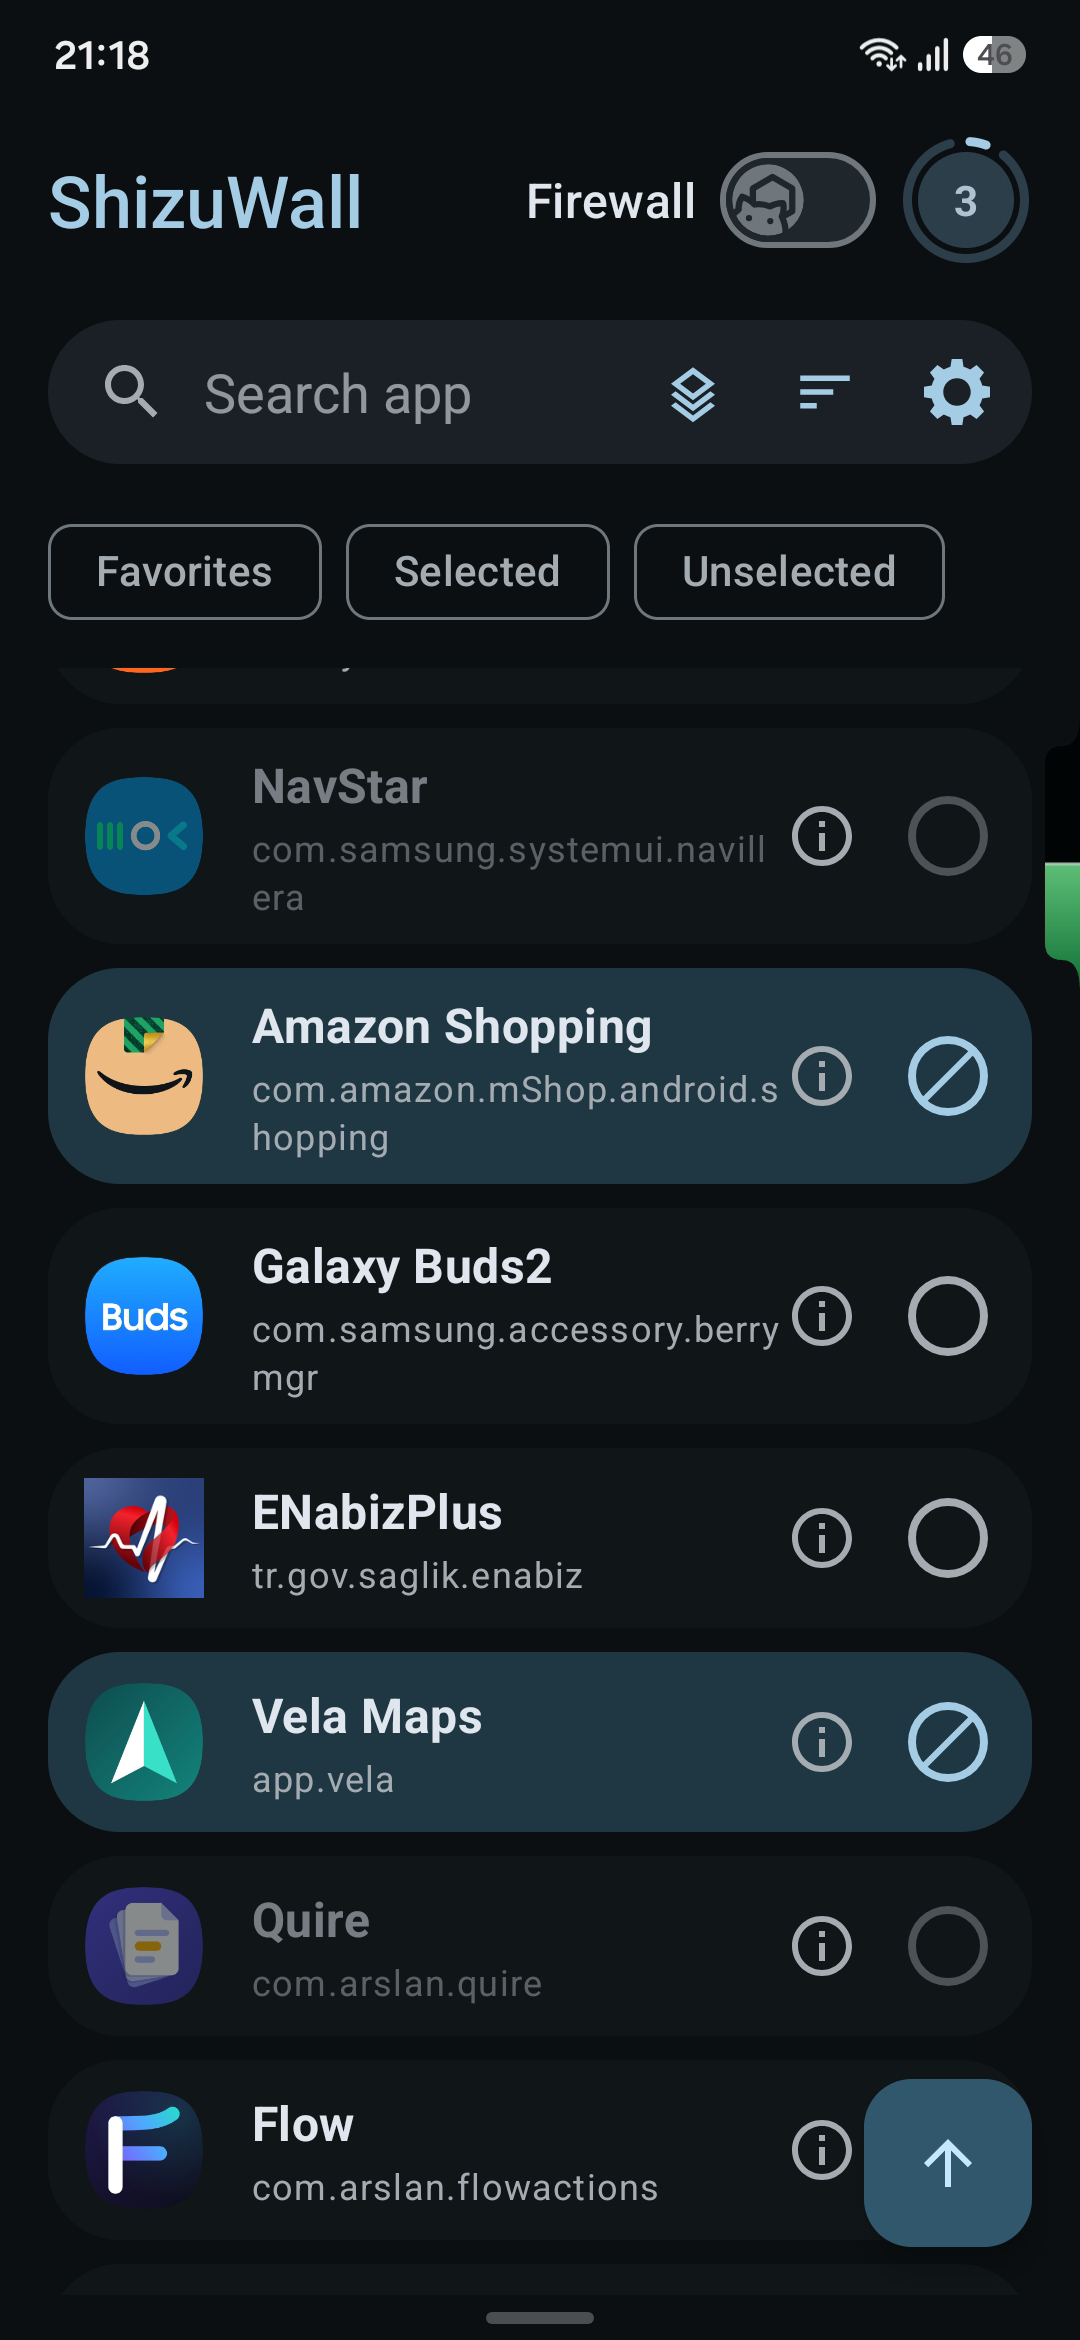 21:18
46
ShizuWall
Firewall
3
Search app
Favorites
Selected
Unselected
NavStar
com.samsung.systemui.navill
era
Amazon Shopping
com.amazon.mShop.android.s
hopping
Buds
Galaxy Buds2
com.samsung.accessory.berry
mgr
ENabizPlus
tr.gov.saglik.enabiz
Vela Maps
app.vela
Quire
com.arslan.quire
Flow
com.arslan.flowactions